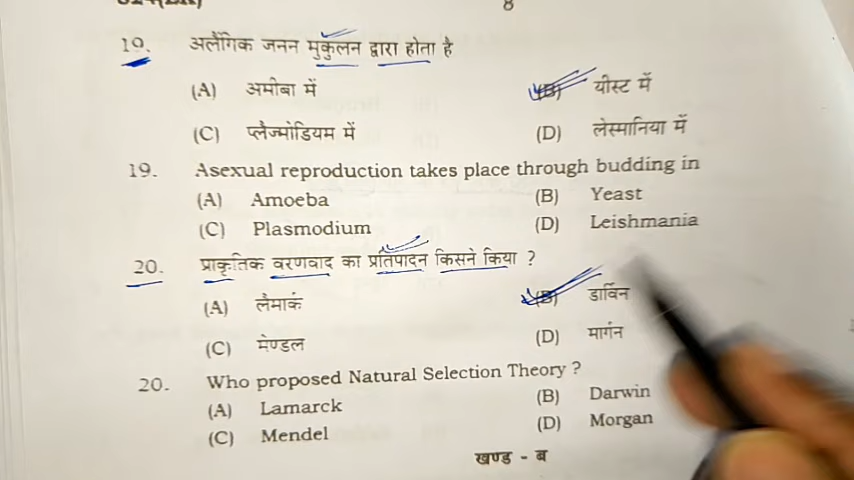 8
19. अलैंगिक जनन मुकुलन द्वारा होता है
(A) अमीबा में (B) यीस्ट में
(C) प्लैज्मोडियम में (D) लेस्मानिया में
19. Asexual reproduction takes place through budding in
(A) Amoeba (B) Yeast
(C) Plasmodium (D) Leishmania
20. प्राकृतिक वरणवाद का प्रतिपादन किसने किया ?
(A) लैमार्क (B) डार्विन
(C) मेण्डल (D) मार्गन
20. Who proposed Natural Selection Theory ?
(A) Lamarck (B) Darwin
(C) Mendel (D) Morgan
खण्ड - ब